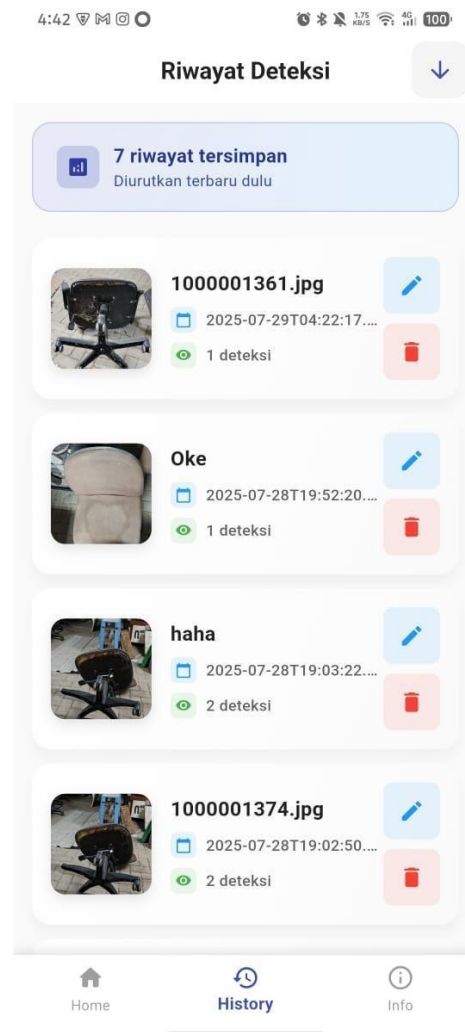 4:42
1.75
KB/S
4G
100
Riwayat Deteksi
7 riwayat tersimpan
Diurutkan terbaru dulu
1000001361.jpg
2025-07-29T04:22:17....
1 deteksi
Oke
2025-07-28T19:52:20....
1 deteksi
haha
2025-07-28T19:03:22....
2 deteksi
1000001374.jpg
2025-07-28T19:02:50....
2 deteksi
Home
History
Info